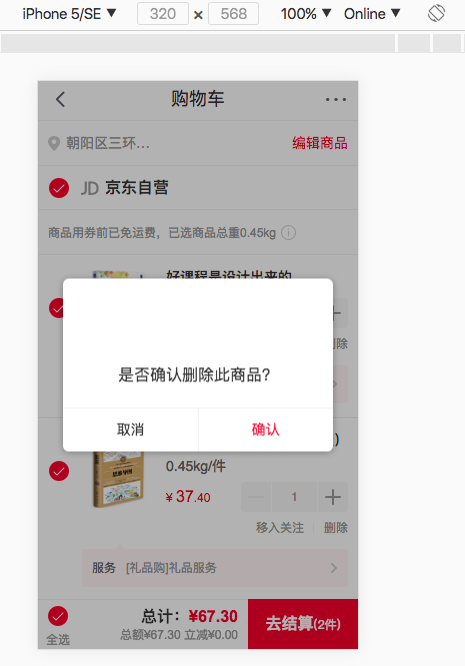 iPhone 5/SE ▼ 320 × 568 100% ▼ Online ▼
购物车
朝阳区三环... 编辑商品
JD 京东自营
商品用券前已免运费，已选商品总重0.45kg
好课程是设计出来的
删除
是否确认删除此商品?
取消 确认
0.45kg/件
¥ 37.40
1
移入关注 删除
服务 [礼品购]礼品服务
总计：¥67.30
总额¥67.30 立减¥0.00
全选
去结算(2件)